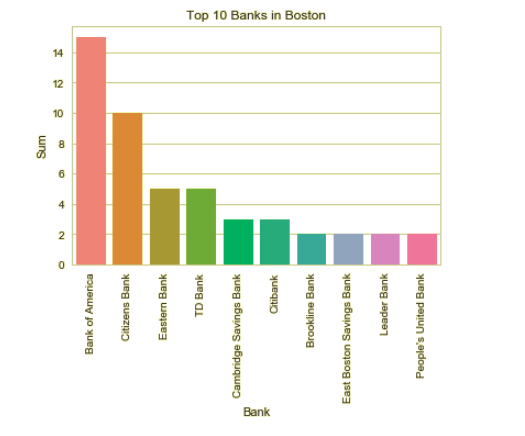 Top 10 Banks in Boston
14
12
10
8
6
4
2
0
Sum
Bank of America
Citizens Bank
Eastern Bank
TD Bank
Cambridge Savings Bank
Citibank
Brookline Bank
East Boston Savings Bank
Leader Bank
People's United Bank
Bank